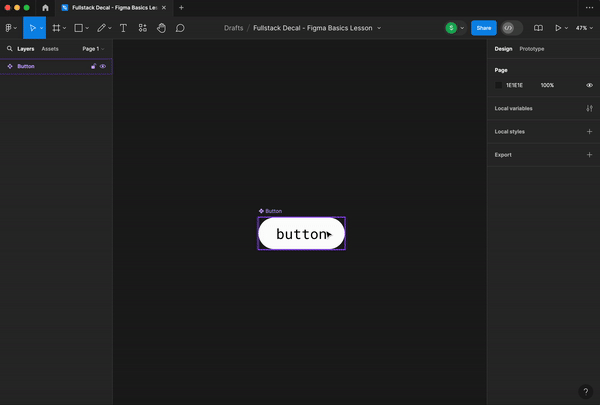 Fullstack Decal - Figma Basics Les
Drafts / Fullstack Decal - Figma Basics Lesson
S
Share
</>
47%
Layers
Assets
Page 1
Button
Design
Prototype
Page
1E1E1E
100%
Local variables
Local styles
Export
Button
button
?